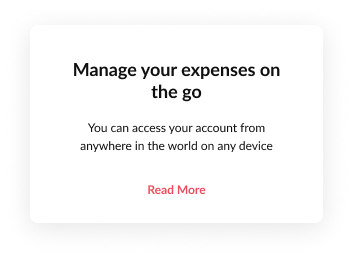 Manage your expenses on
the go
You can access your account from
anywhere in the world on any device
Read More